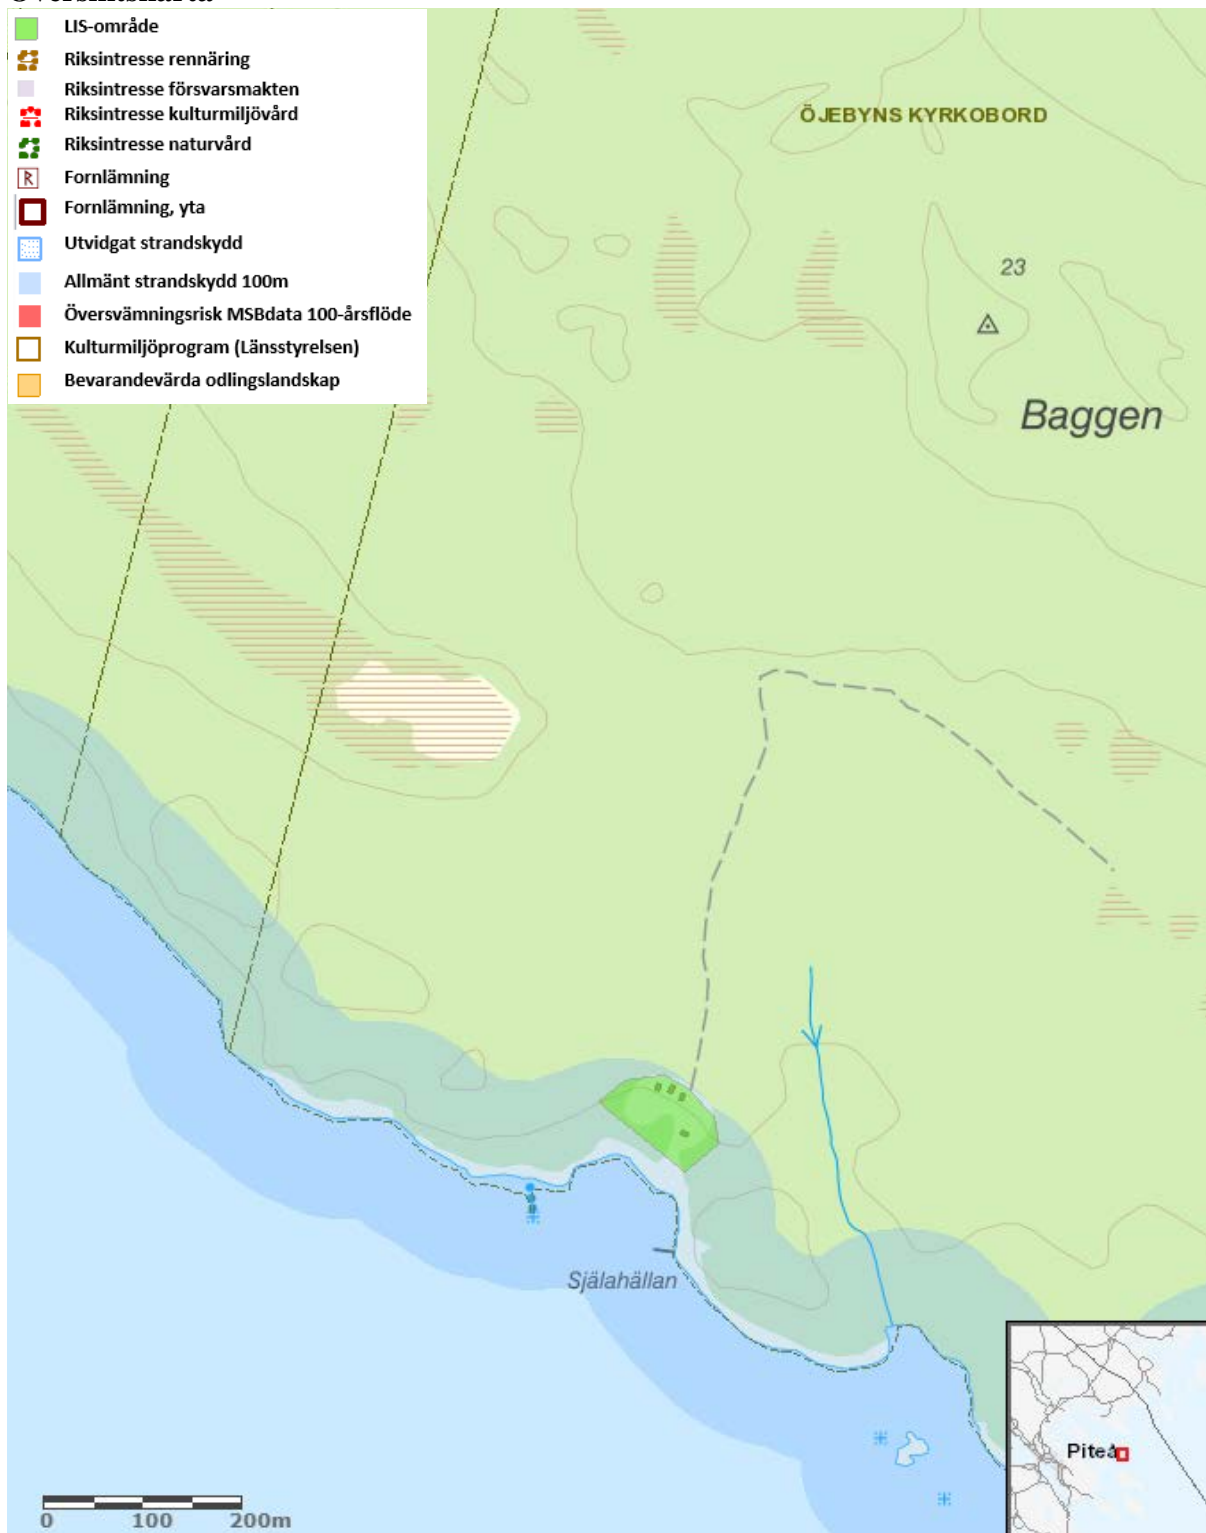 LIS-område
Riksintresse rennäring
Riksintresse försvarsmakten
Riksintresse kulturmiljövård
Riksintresse naturvård
R Fornlämning
Fornlämning, yta
Utvidgat strandskydd
Allmänt strandskydd 100m
Översvämningsrisk MSBdata 100-årsflöde
Kulturmiljöprogram (Länsstyrelsen)
Bevarandevärda odlingslandskap
ÖJEBYNS KYRKOBORD
23
Baggen
Själahällan
Piteå
0 100 200m